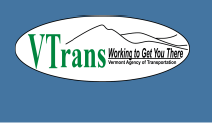 VTrans Working to Get You There
Vermont Agency of Transportation